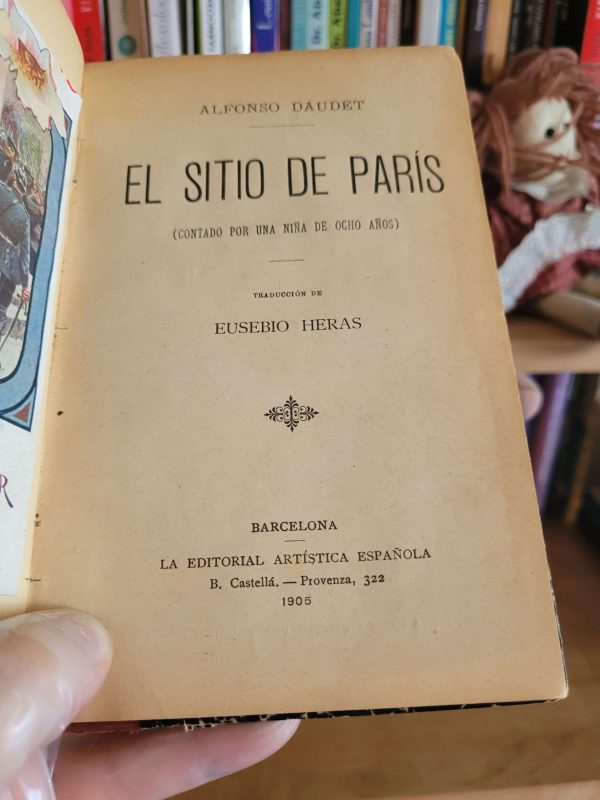 ALFONSO DAUDET
EL SITIO DE PARÍS
(CONTADO POR UNA NIÑA DE OCHO AÑOS)
TRADUCCIÓN DE
EUSEBIO HERAS
BARCELONA
LA EDITORIAL ARTÍSTICA ESPAÑOLA
B. Castellá. — Provenza, 322
1905
R